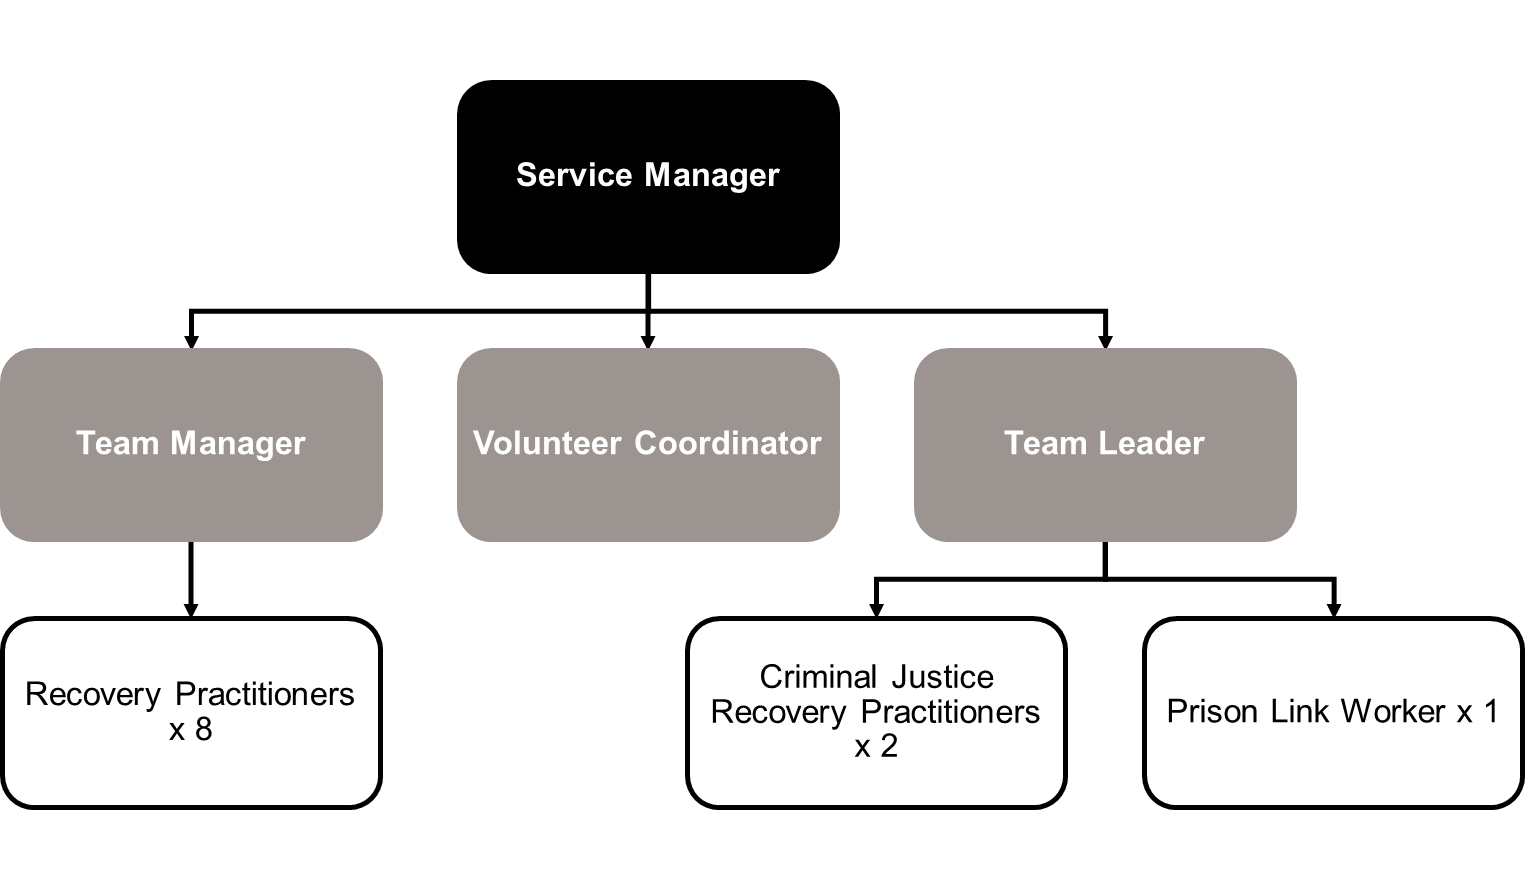 Service Manager
Team Manager
Volunteer Coordinator
Team Leader
Recovery Practitioners
x 8
Criminal Justice
Recovery Practitioners
x 2
Prison Link Worker x 1